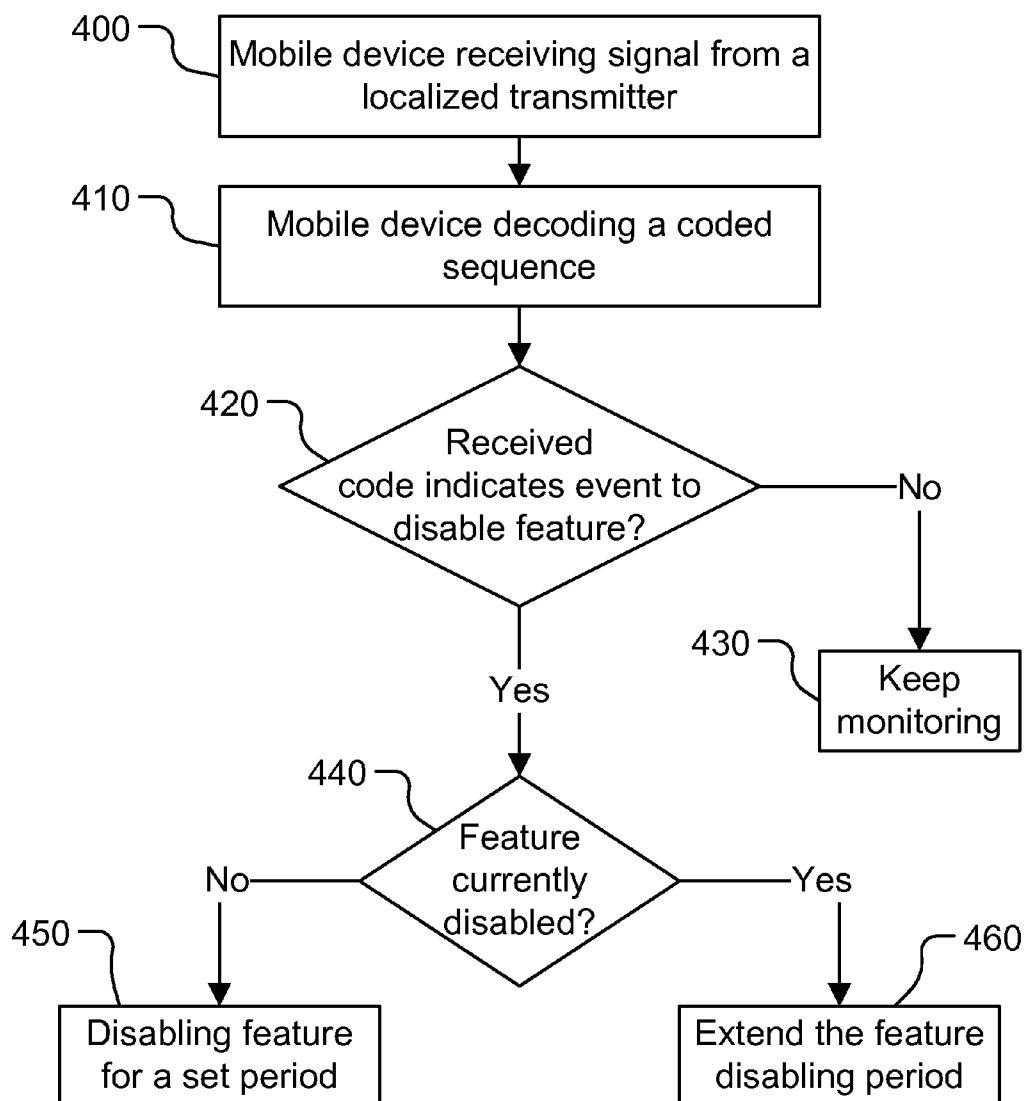 400
Mobile device receiving signal from a
localized transmitter
410
Mobile device decoding a coded
sequence
420
Received
code indicates event to
disable feature?
No
430
Keep
monitoring
Yes
440
Feature
currently
disabled?
No
Yes
450
Disabling feature
for a set period
460
Extend the feature
disabling period